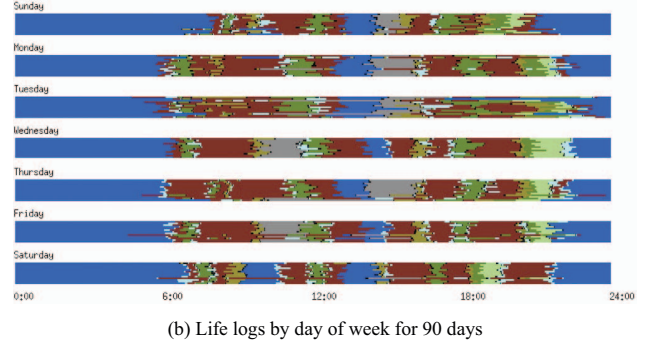 Sunday
Monday
Tuesday
Wednesday
Thursday
Friday
Saturday
0:00 6:00 12:00 18:00 24:00
(b) Life logs by day of week for 90 days